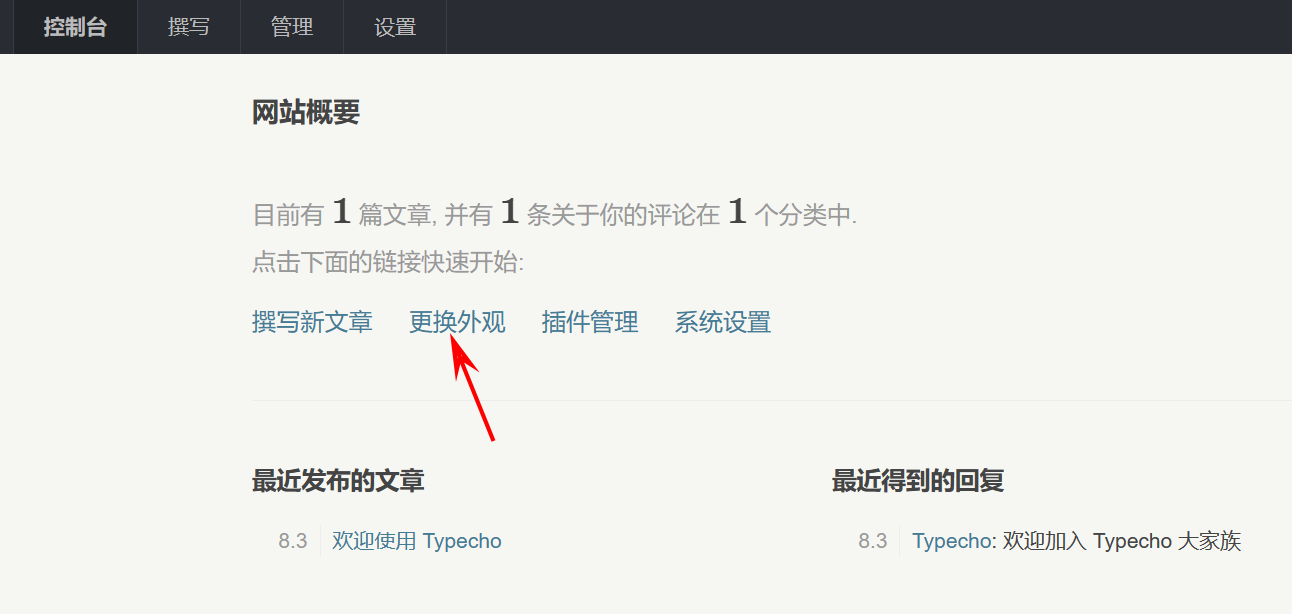 控制台 撰写 管理 设置
网站概要
目前有 1 篇文章, 并有 1 条关于你的评论在 1 个分类中.
点击下面的链接快速开始:
撰写新文章 更换外观 插件管理 系统设置
最近发布的文章 最近得到的回复
8.3 欢迎使用 Typecho 8.3 Typecho: 欢迎加入 Typecho 大家族